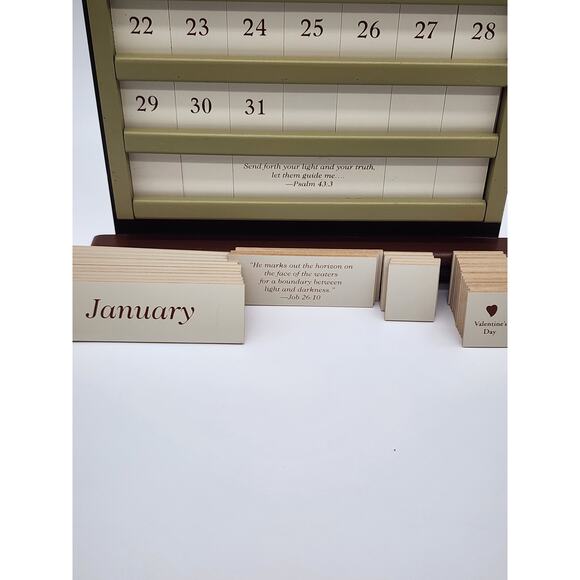 22 23 24 25 26 27 28
29 30 31
Send forth your light and your truth,
let them guide me....
—Psalm 43:3
"He marks out the horizon on
the face of the waters
for a boundary between
light and darkness."
—Job 26:10
January
Valentine's
Day